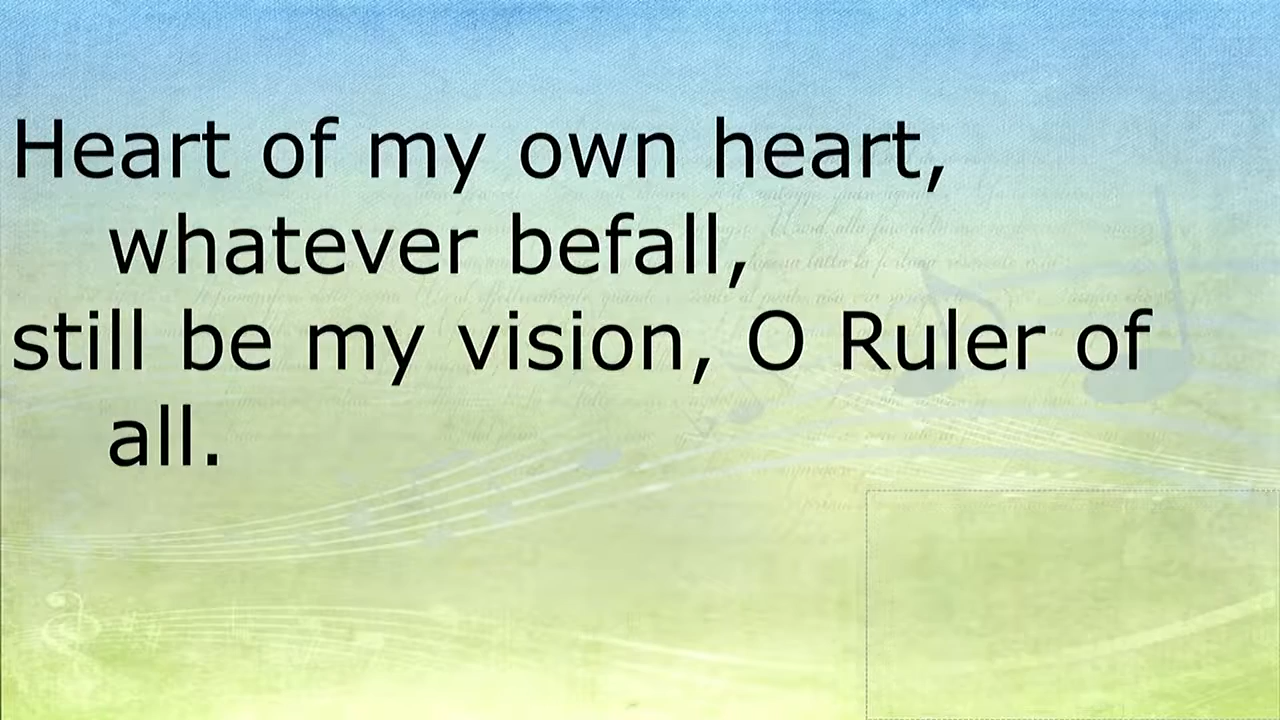 Heart of my own heart,
whatever befall,
still be my vision, O Ruler of
all.